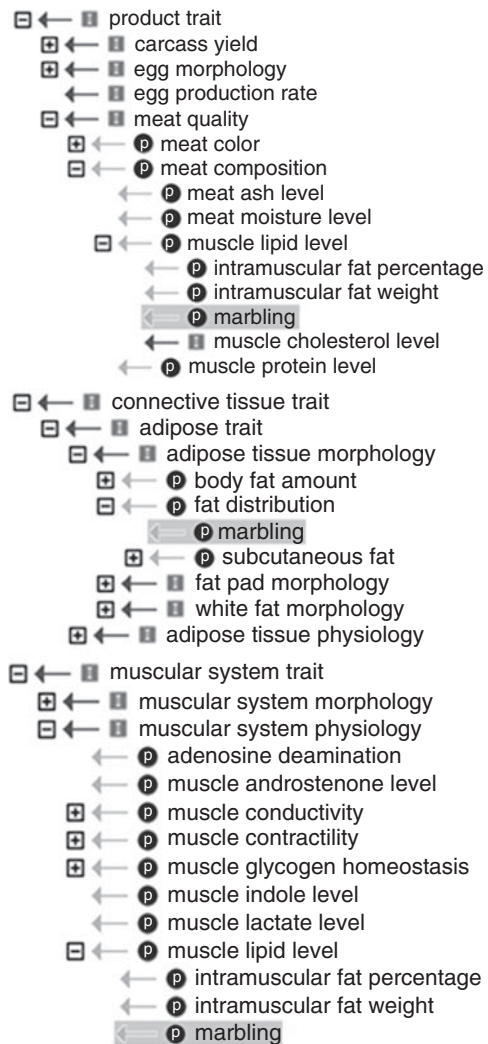 product trait
carcass yield
egg morphology
egg production rate
meat quality
p meat color
p meat composition
p meat ash level
p meat moisture level
p muscle lipid level
p intramuscular fat percentage
p intramuscular fat weight
p marbling
muscle cholesterol level
p muscle protein level
connective tissue trait
adipose trait
adipose tissue morphology
p body fat amount
p fat distribution
p marbling
p subcutaneous fat
fat pad morphology
white fat morphology
adipose tissue physiology
muscular system trait
muscular system morphology
muscular system physiology
p adenosine deamination
p muscle androstenone level
p muscle conductivity
p muscle contractility
p muscle glycogen homeostasis
p muscle indole level
p muscle lactate level
p muscle lipid level
p intramuscular fat percentage
p intramuscular fat weight
p marbling